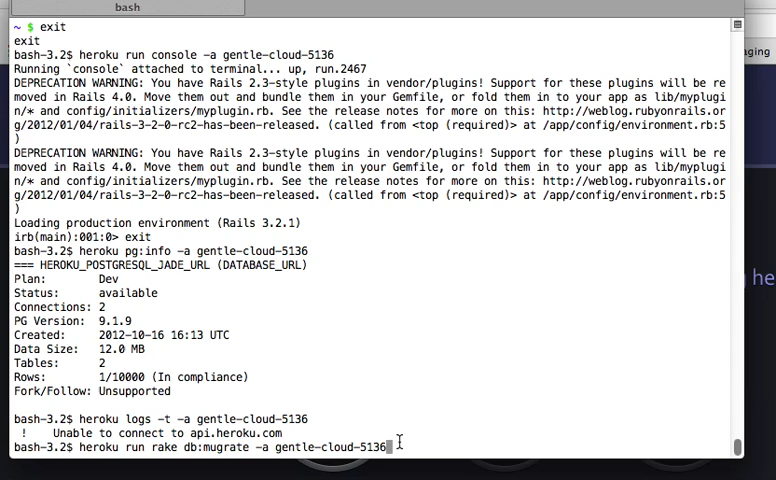 bash
~ $ exit
exit
bash-3.2$ heroku run console -a gentle-cloud-5136
Running `console` attached to terminal... up, run.2467
DEPRECATION WARNING: You have Rails 2.3-style plugins in vendor/plugins! Support for these plugins will be re
moved in Rails 4.0. Move them out and bundle them in your Gemfile, or fold them in to your app as lib/myplugi
n/* and config/initializers/myplugin.rb. See the release notes for more on this: http://weblog.rubyonrails.or
g/2012/01/04/rails-3-2-0-rc2-has-been-released. (called from <top (required)> at /app/config/environment.rb:5
)
DEPRECATION WARNING: You have Rails 2.3-style plugins in vendor/plugins! Support for these plugins will be re
moved in Rails 4.0. Move them out and bundle them in your Gemfile, or fold them in to your app as lib/myplugi
n/* and config/initializers/myplugin.rb. See the release notes for more on this: http://weblog.rubyonrails.or
g/2012/01/04/rails-3-2-0-rc2-has-been-released. (called from <top (required)> at /app/config/environment.rb:5
)
Loading production environment (Rails 3.2.1)
irb(main):001:0> exit
bash-3.2$ heroku pg:info -a gentle-cloud-5136
=== HEROKU_POSTGRESQL_JADE_URL (DATABASE_URL)
Plan: Dev
Status: available
Connections: 2
PG Version: 9.1.9
Created: 2012-10-16 16:13 UTC
Data Size: 12.0 MB
Tables: 2
Rows: 1/10000 (In compliance)
Fork/Follow: Unsupported
bash-3.2$ heroku logs -t -a gentle-cloud-5136
! Unable to connect to api.heroku.com
bash-3.2$ heroku run rake db:mugrate -a gentle-cloud-5136
aging
he